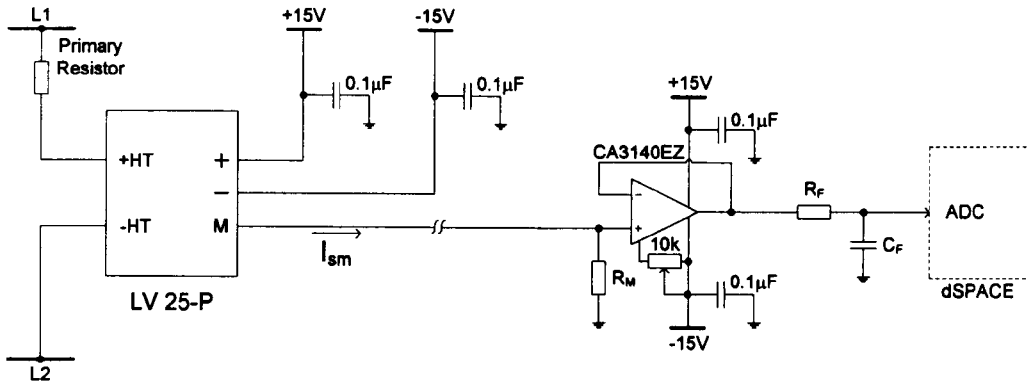 L1
+15V
-15V
Primary
Resistor
0.1µF
0.1µF
+15V
0.1µF
+HT
+
CA3140EZ
−
-
RF
ADC
-HT
M
+
10k
CF
Ism
RM
0.1µF
LV 25-P
dSPACE
-15V
L2